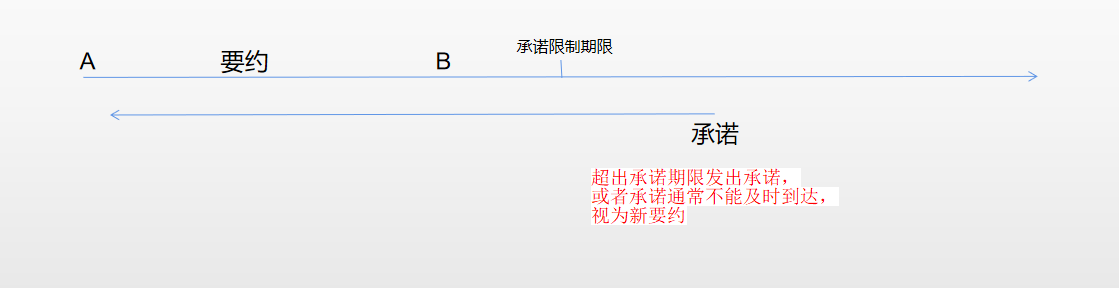 承诺限制期限
A 要约 B
承诺
超出承诺期限发出承诺，
或者承诺通常不能及时到达，
视为新要约